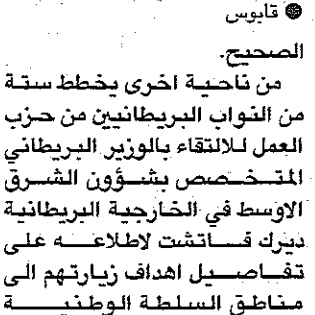 ● قابوس
الصحيح.
من ناحية اخرى يخطط ستة
من النواب البريطانيين من حزب
العمل للالتقاء بالوزير البريطاني
المتخصص بشؤون الشرق
الاوسط في الخارجية البريطانية
ديرك فاتشت لاطلاعه على
تفاصيل اهداف زيارتهم الى
مناطق السلطة الوطنية